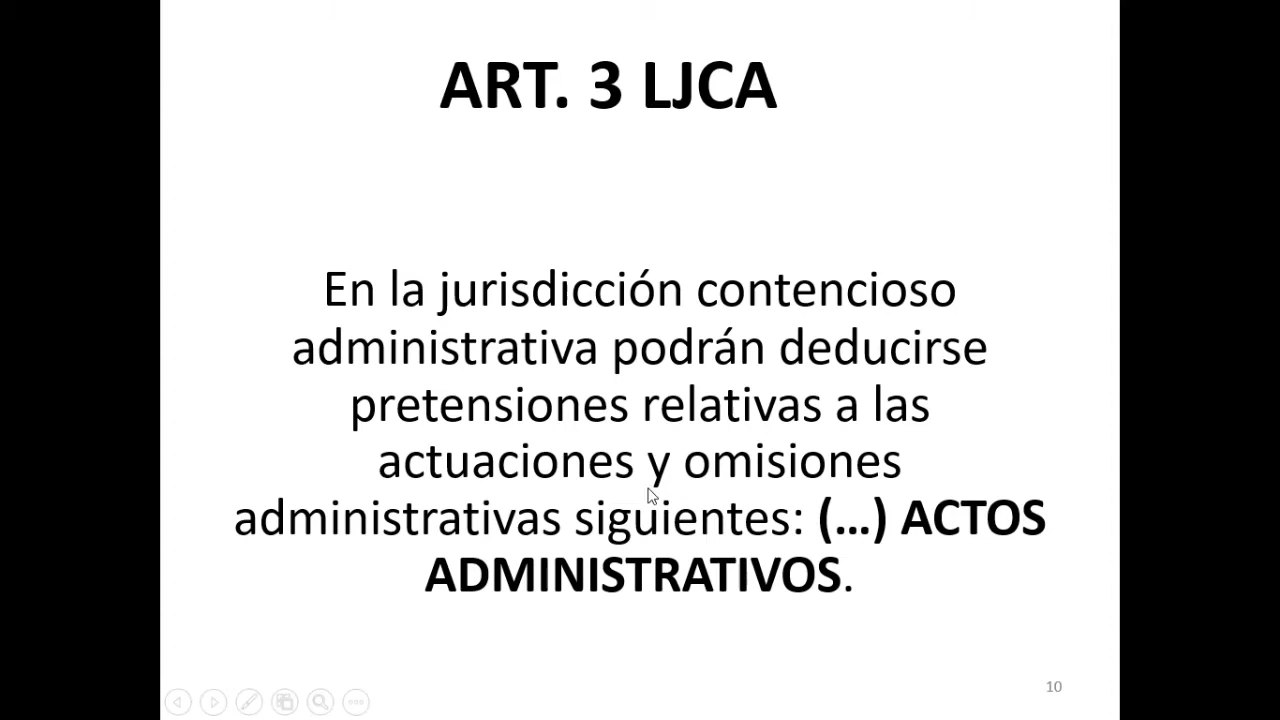 ART. 3 LJCA
En la jurisdicción contencioso
administrativa podrán deducirse
pretensiones relativas a las
actuaciones y omisiones
administrativas siguientes: (...) ACTOS
ADMINISTRATIVOS.
10